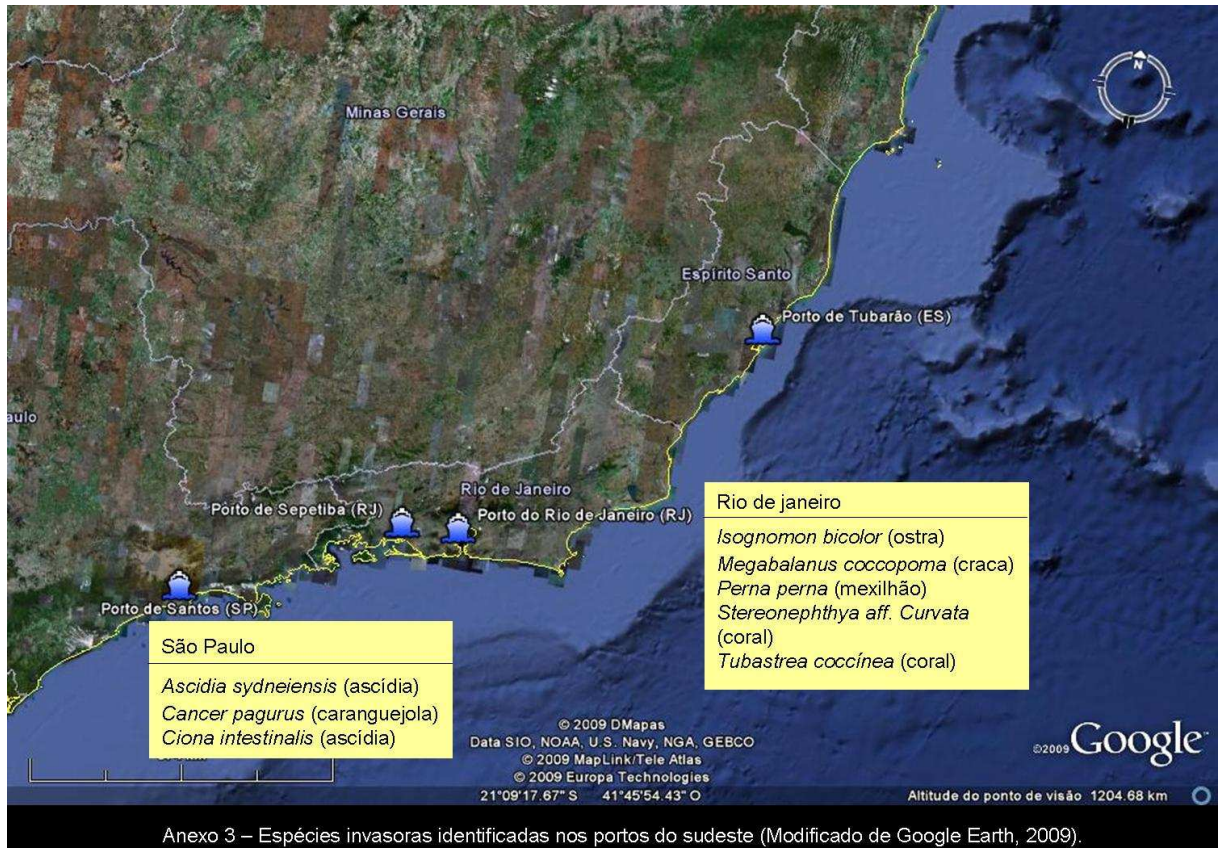 N
Minas Gerais
Espírito Santo
Porto de Tubarão (ES)
aulo
Rio de Janeiro
Porto de Sepetiba (RJ)
Porto do Rio de Janeiro (RJ)
Porto de Santos (SP)
Rio de janeiro
Isognomon bicolor (ostra)
Megabalanus coccopoma (craca)
Perna perna (mexilhão)
Stereonephthya aff. Curvata
(coral)
Tubastrea coccínea (coral)
São Paulo
Ascidia sydneiensis (ascídia)
Cancer pagurus (caranguejola)
Ciona intestinalis (ascídia)
© 2009 DMapas
Data SIO, NOAA, U.S. Navy, NGA, GEBCO
© 2009 MapLink/Tele Atlas
© 2009 Europa Technologies
©2009 Google
21°09'17.67" S 41°45'54.43" O
Altitude do ponto de visão 1204.68 km
Anexo 3 – Espécies invasoras identificadas nos portos do sudeste (Modificado de Google Earth, 2009).